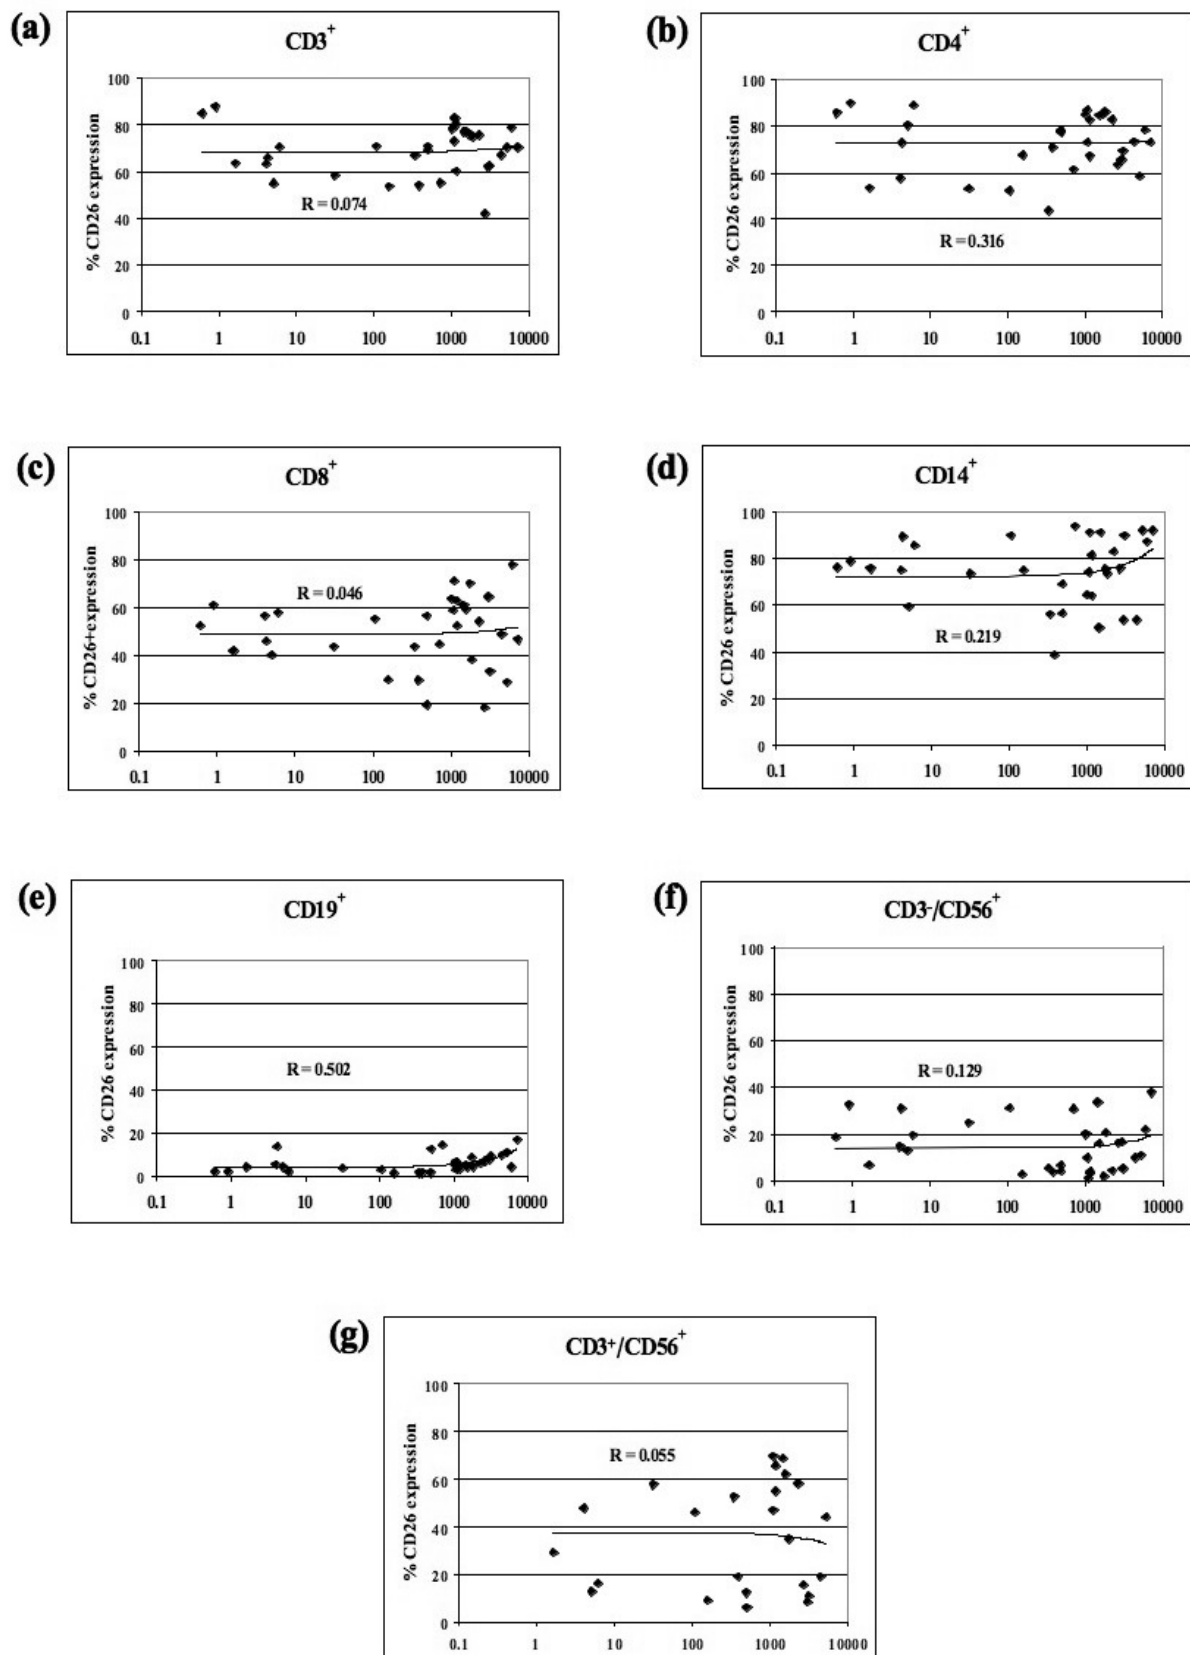 (a)
CD3+
% CD26 expression
100
80
60
40
20
0
R = 0.074
0.1 1 10 100 1000 10000
(b)
CD4+
% CD26 expression
100
80
60
40
20
0
R = 0.316
0.1 1 10 100 1000 10000
(c)
CD8+
% CD26+expression
100
80
60
40
20
0
R = 0.046
0.1 1 10 100 1000 10000
(d)
CD14+
% CD26+expression
100
80
60
40
20
0
R = 0.219
0.1 1 10 100 1000 10000
(e)
CD19+
% CD26 expression
100
80
60
40
20
0
R = 0.502
0.1 1 10 100 1000 10000
(f)
CD3-/CD56+
% CD26 expression
100
80
60
40
20
0
R = 0.129
0.1 1 10 100 1000 10000
(g)
CD3+/CD56+
% CD26 expression
100
80
60
40
20
0
R = 0.055
0.1 1 10 100 1000 10000